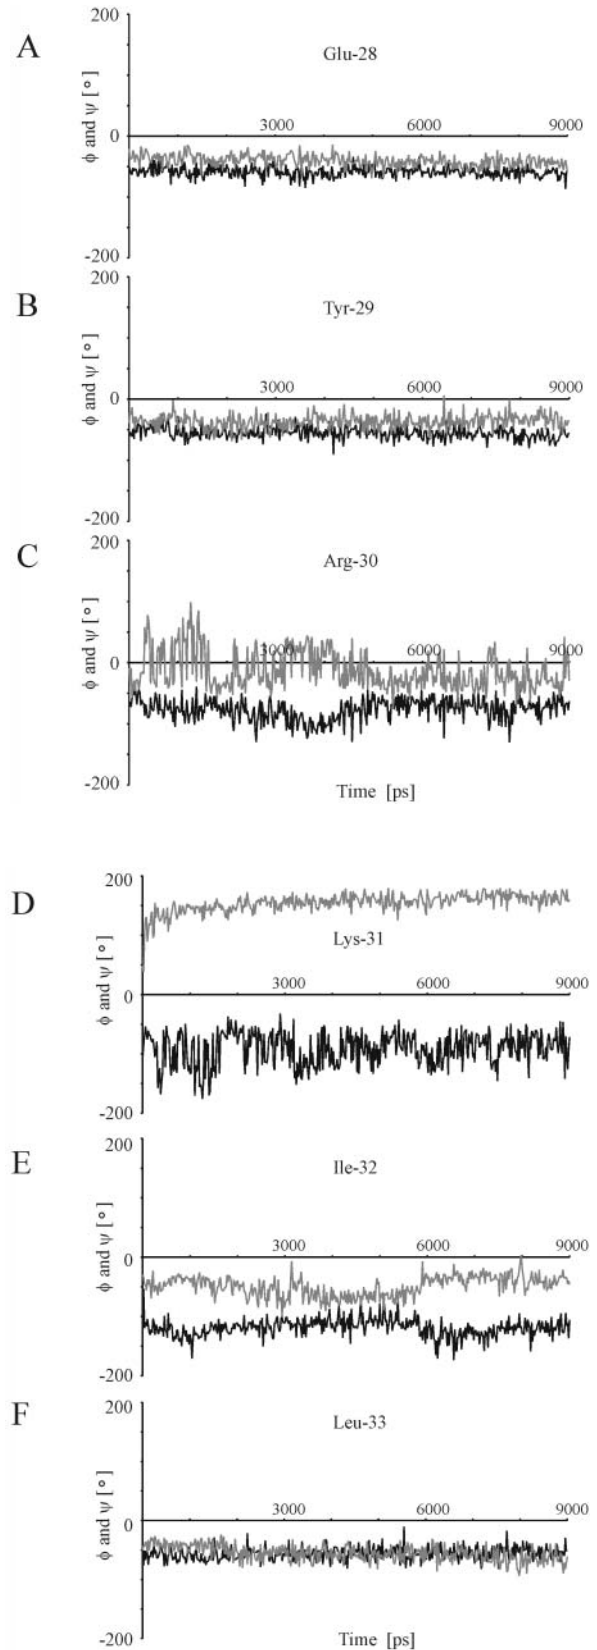 A
200
Glu-28
φ and ψ [ ° ]
0
3000
6000
9000
-200
B
200
Tyr-29
φ and ψ [ ° ]
0
3000
6000
9000
-200
C
200
Arg-30
φ and ψ [ ° ]
0
3000
6000
9000
-200
Time [ps]
D
200
Lys-31
φ and ψ [ ° ]
0
3000
6000
9000
-200
E
200
Ile-32
φ and ψ [ ° ]
0
3000
6000
9000
-200
F
200
Leu-33
φ and ψ [ ° ]
0
3000
6000
9000
-200
Time [ps]